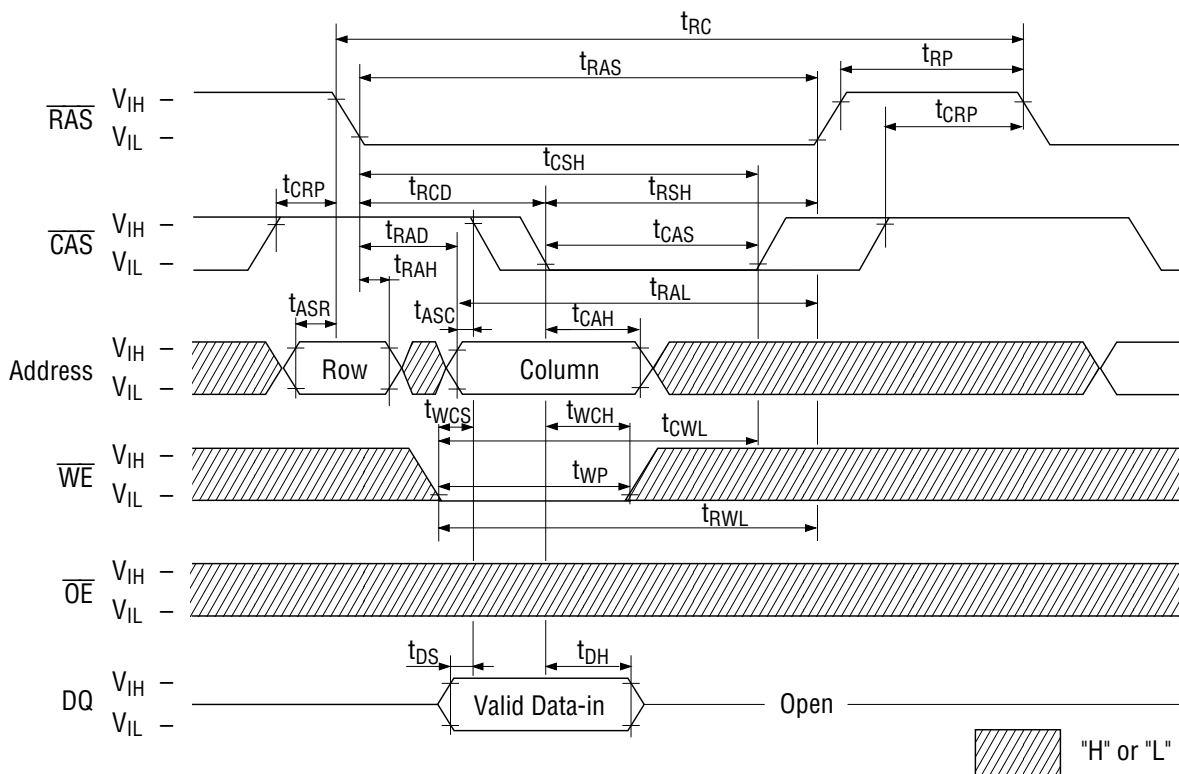 tRC
tRAS
tRP
RAS
VIH –
VIL –
tCRP
tCSH
tCRP
tRCD
tRSH
CAS
VIH –
VIL –
tRAD
tCAS
tRAH
tRAL
tASR
tASC
tCAH
Address
VIH –
VIL –
Row
Column
tWCS
tWCH
tCWL
WE
VIH –
VIL –
tWP
tRWL
OE
VIH –
VIL –
tDS
tDH
DQ
VIH –
VIL –
Valid Data-in
Open
"H" or "L"